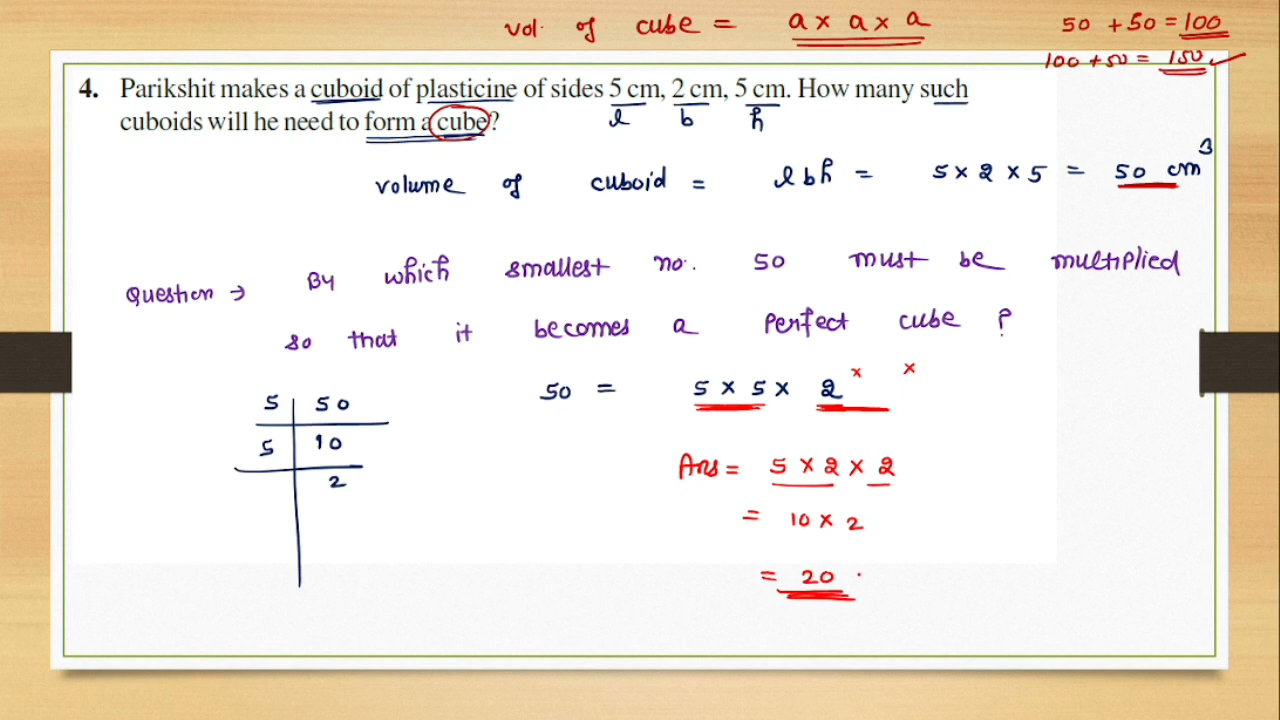 vol. of cube = a x a x a
50 + 50 = 100
100 + 50 = 150 ✓
4. Parikshit makes a cuboid of plasticine of sides 5 cm, 2 cm, 5 cm. How many such
cuboids will he need to form a cube?
l b h
volume of cuboid = l b h = 5 × 2 × 5 = 50 cm³
Question → By which smallest no. 50 must be multiplied
so that it becomes a perfect cube ?
50 = 5 × 5 × 2 × ×
5 | 50
5 | 10
2
Ans = 5 × 2 × 2
= 10 × 2
= 20